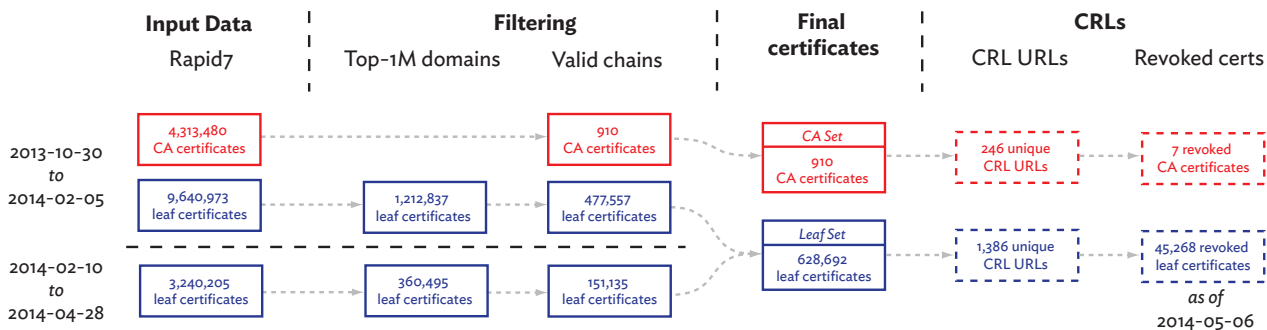 Input Data
Filtering
Final
certificates
CRLs
Rapid7
Top-1M domains
Valid chains
CRL URLs
Revoked certs
2013-10-30
to
2014-02-05
4,313,480
CA certificates
910
CA certificates
CA Set
910
CA certificates
246 unique
CRL URLs
7 revoked
CA certificates
9,640,973
leaf certificates
1,212,837
leaf certificates
477,557
leaf certificates
Leaf Set
628,692
leaf certificates
1,386 unique
CRL URLs
45,268 revoked
leaf certificates
2014-02-10
to
2014-04-28
3,240,205
leaf certificates
360,495
leaf certificates
151,135
leaf certificates
as of
2014-05-06